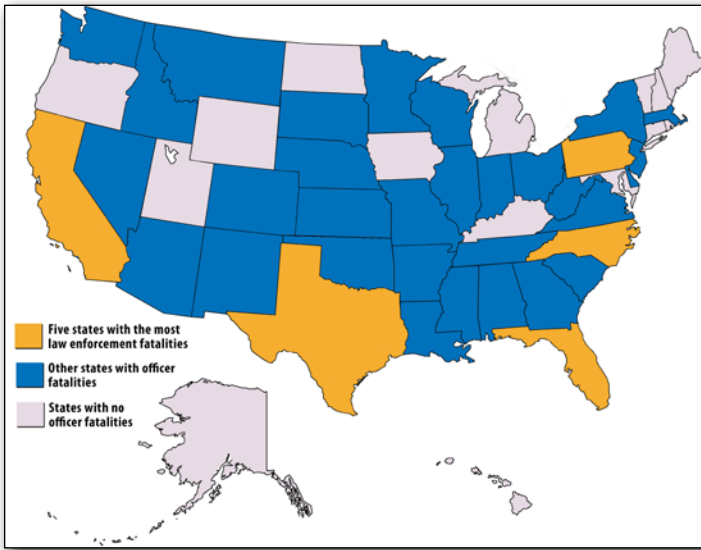 Five states with the most
law enforcement fatalities
Other states with officer
fatalities
States with no
officer fatalities